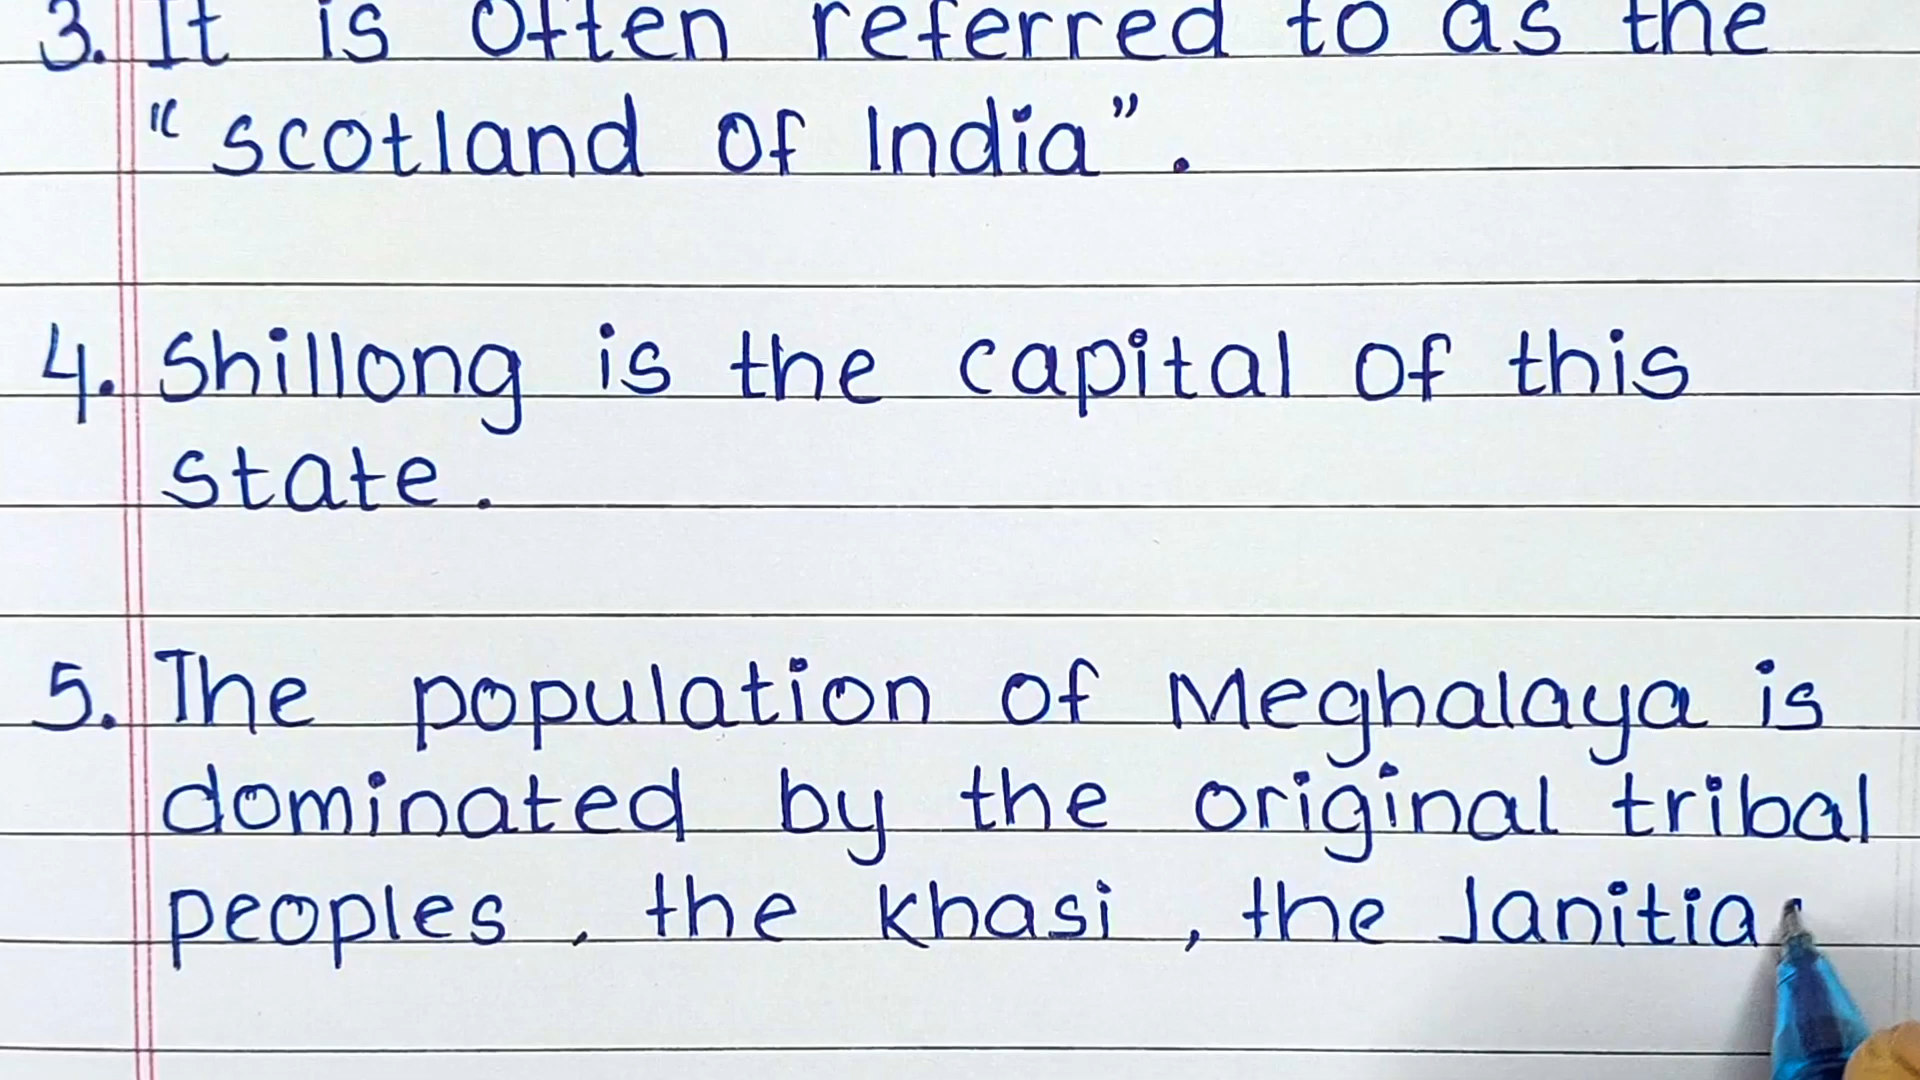 3. It is often referred to as the
"scotland of India".
4. Shillong is the capital of this
state.
5. The population of Meghalaya is
dominated by the original tribal
peoples, the khasi, the Janitia